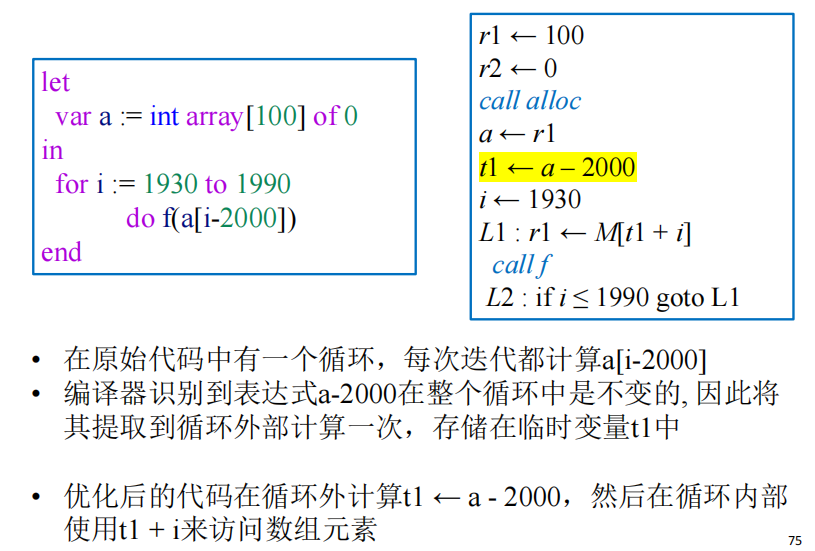 let
var a := int array[100] of 0
in
for i := 1930 to 1990
do f(a[i-2000])
end
r1 ← 100
r2 ← 0
call alloc
a ← r1
t1 ← a – 2000
i ← 1930
L1 : r1 ← M[t1 + i]
call f
L2 : if i ≤ 1990 goto L1
• 在原始代码中有一个循环，每次迭代都计算a[i-2000]
• 编译器识别到表达式a-2000在整个循环中是不变的, 因此将
其提取到循环外部计算一次，存储在临时变量t1中
• 优化后的代码在循环外计算t1 ← a - 2000，然后在循环内部
使用t1 + i来访问数组元素
75